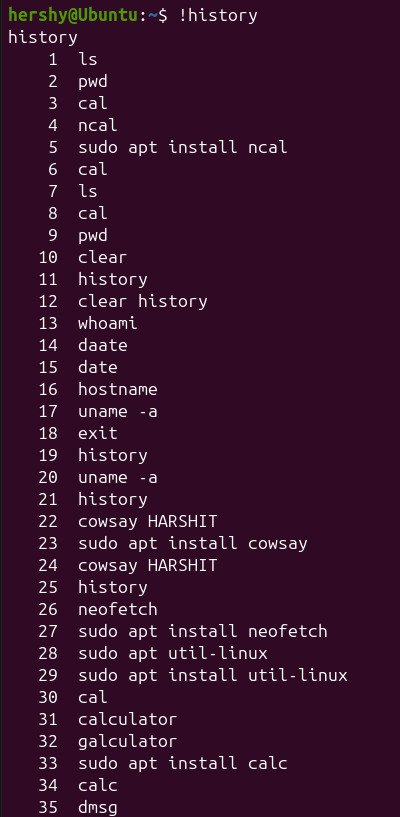 hershy@Ubuntu:~$ !history
history
1 ls
2 pwd
3 cal
4 ncal
5 sudo apt install ncal
6 cal
7 ls
8 cal
9 pwd
10 clear
11 history
12 clear history
13 whoami
14 daate
15 date
16 hostname
17 uname -a
18 exit
19 history
20 uname -a
21 history
22 cowsay HARSHIT
23 sudo apt install cowsay
24 cowsay HARSHIT
25 history
26 neofetch
27 sudo apt install neofetch
28 sudo apt util-linux
29 sudo apt install util-linux
30 cal
31 calculator
32 galculator
33 sudo apt install calc
34 calc
35 dmsg